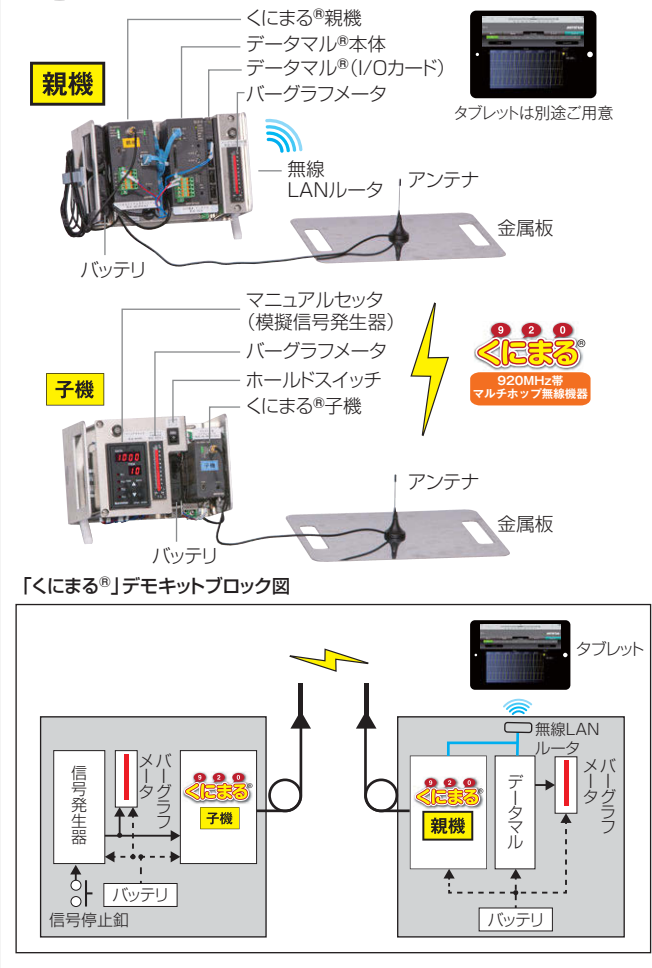 くにまる®親機
データマル®本体
データマル®(I/Oカード)
バーグラフメータ
親機
タブレットは別途ご用意
無線
LANルータ
アンテナ
金属板
バッテリ
マニュアルセッタ
(模擬信号発生器)
バーグラフメータ
ホールドスイッチ
くにまる®子機
子機
920
くにまる®
920MHz帯
マルチホップ無線機器
子機
1000
10
アンテナ
金属板
バッテリ
「くにまる®」デモキットブロック図
タブレット
無線LAN
ルータ
信号発生器
バーグラフ
メータ
920
くにまる®
子機
バッテリ
信号停止釦
920
くにまる®
親機
データマル
バーグラフ
メータ
バッテリ